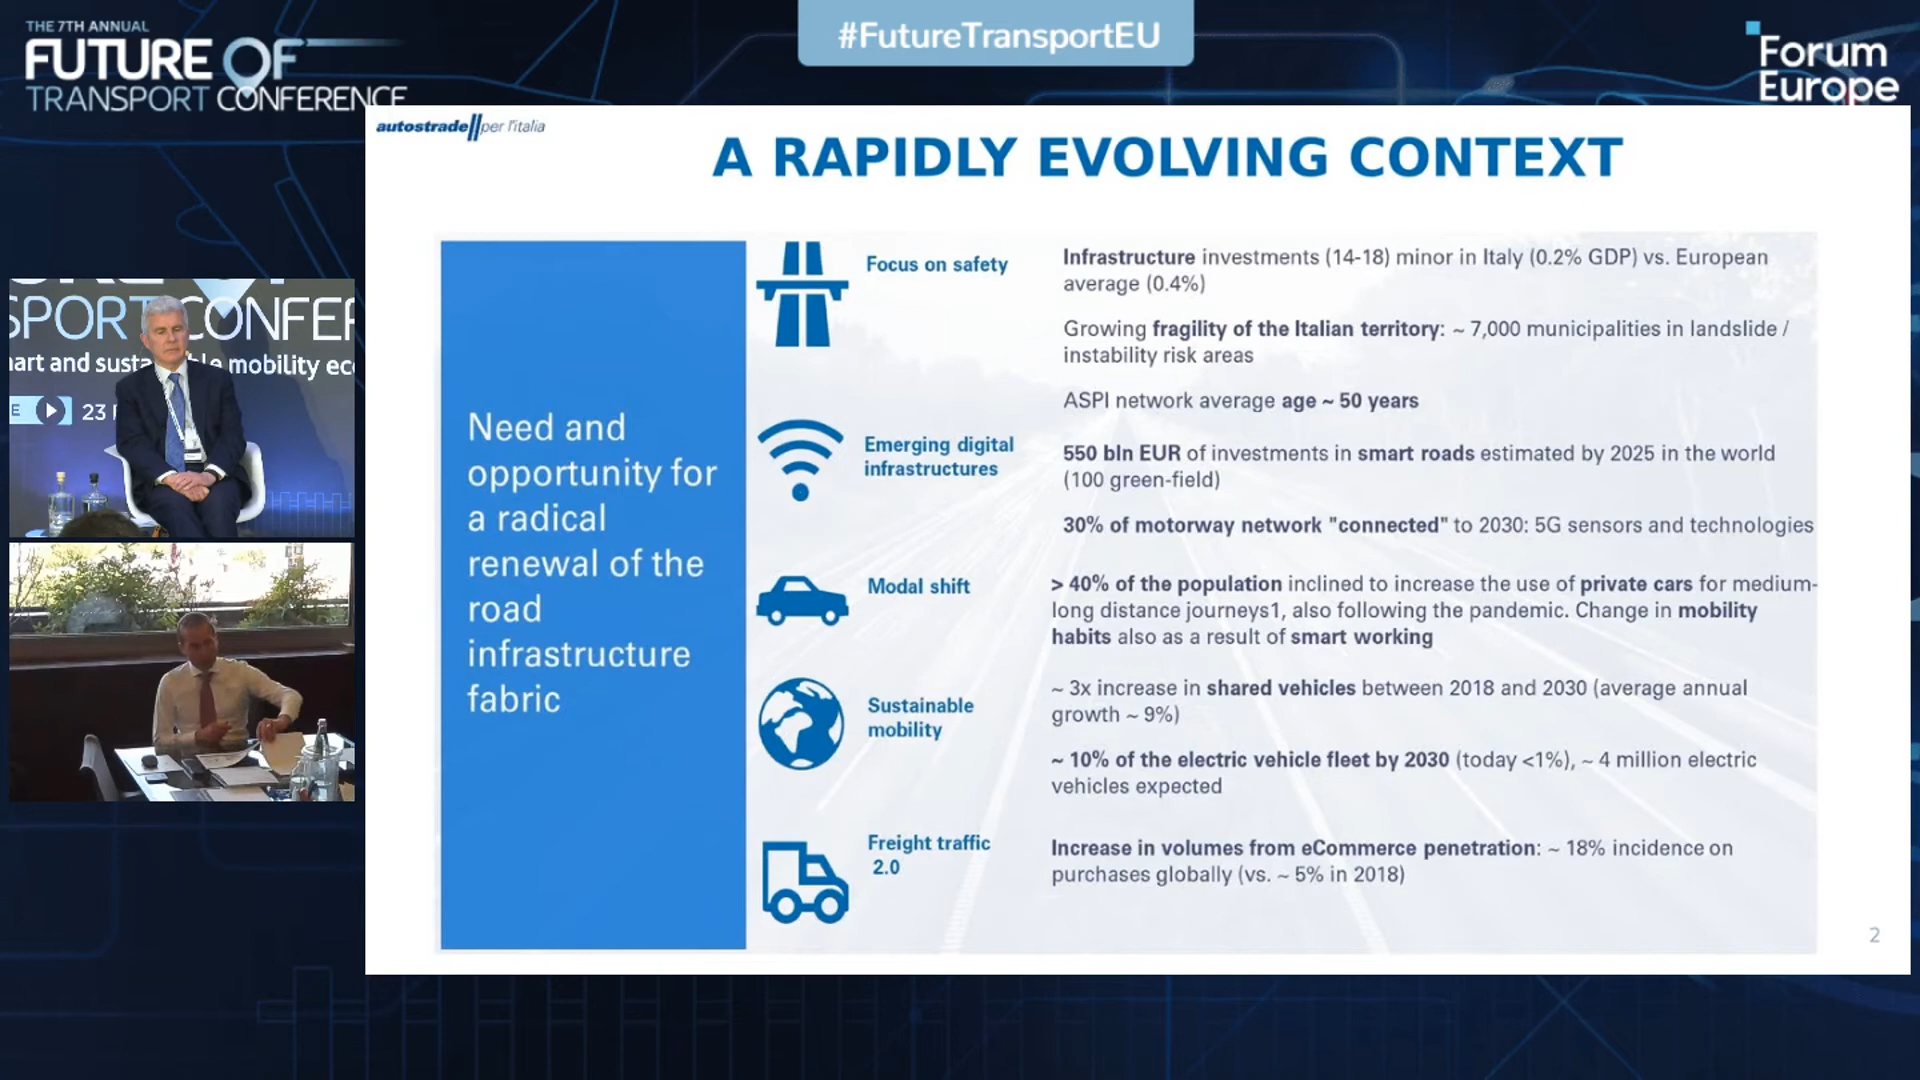 THE 7TH ANNUAL
FUTURE OF
TRANSPORT CONFERENCE
#FutureTransportEU
Forum
Europe
autostrade//per l'italia
A RAPIDLY EVOLVING CONTEXT
Need and
opportunity for
a radical
renewal of the
road
infrastructure
fabric
Focus on safety
Infrastructure investments (14-18) minor in Italy (0.2% GDP) vs. European
average (0.4%)
Growing fragility of the Italian territory: ~ 7,000 municipalities in landslide /
instability risk areas
ASPI network average age ~ 50 years
Emerging digital
infrastructures
550 bln EUR of investments in smart roads estimated by 2025 in the world
(100 green-field)
30% of motorway network "connected" to 2030: 5G sensors and technologies
Modal shift
> 40% of the population inclined to increase the use of private cars for medium-
long distance journeys1, also following the pandemic. Change in mobility
habits also as a result of smart working
Sustainable
mobility
~ 3x increase in shared vehicles between 2018 and 2030 (average annual
growth ~ 9%)
~ 10% of the electric vehicle fleet by 2030 (today <1%), ~ 4 million electric
vehicles expected
Freight traffic
2.0
Increase in volumes from eCommerce penetration: ~ 18% incidence on
purchases globally (vs. ~ 5% in 2018)
2
SPORT CONFER
mobility ec
E
23